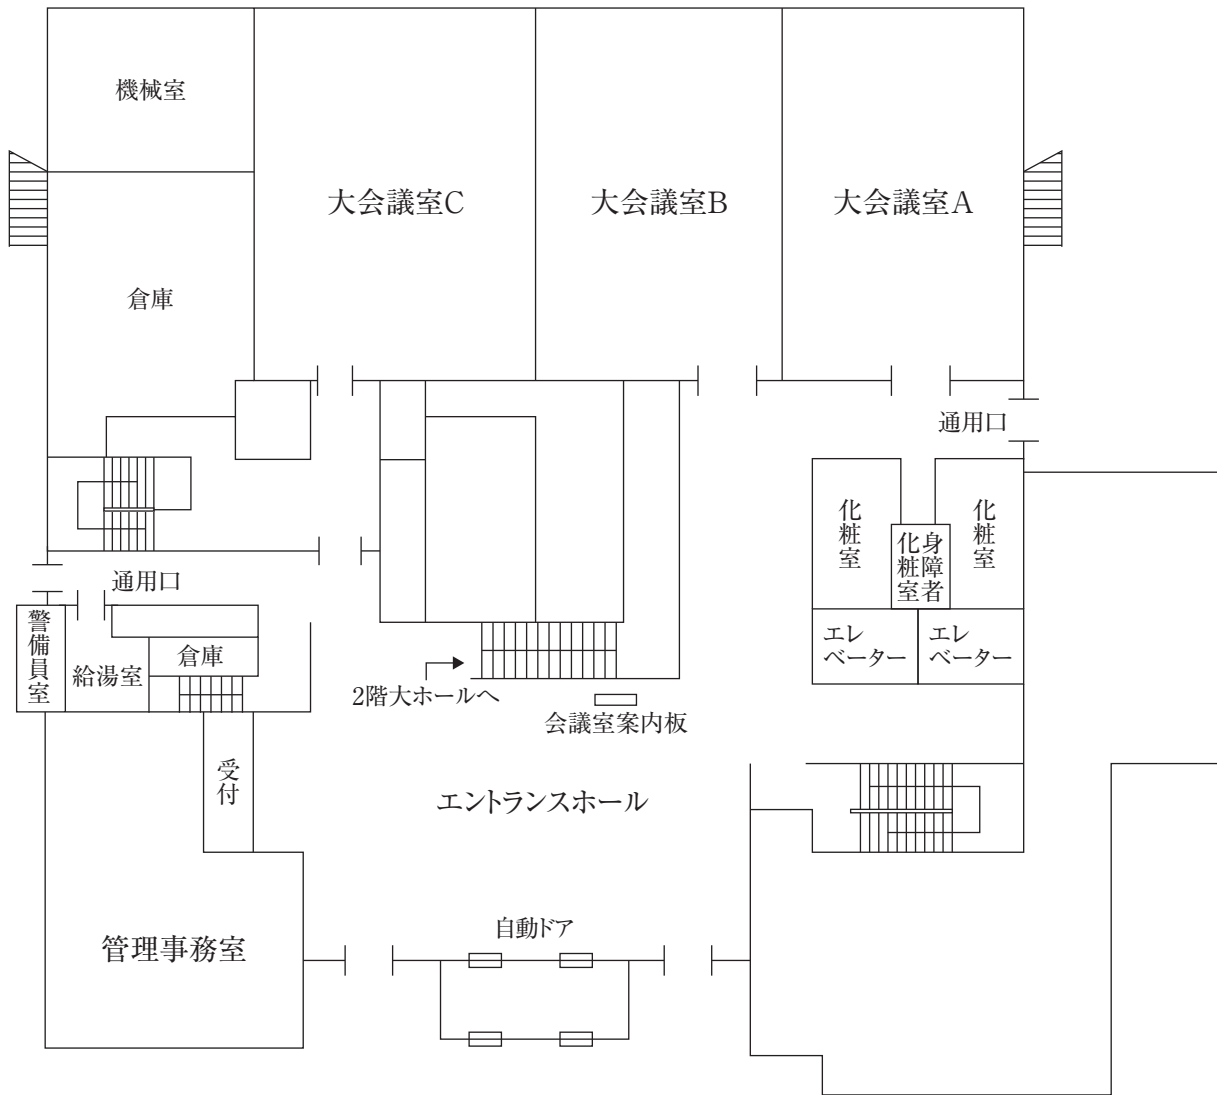 機械室
大会議室C
大会議室B
大会議室A
倉庫
通用口
化粧室
身障者
化粧室
化粧室
通用口
警備員室
給湯室
倉庫
エレ
ベーター
エレ
ベーター
2階大ホールへ
会議室案内板
受付
エントランスホール
自動ドア
管理事務室